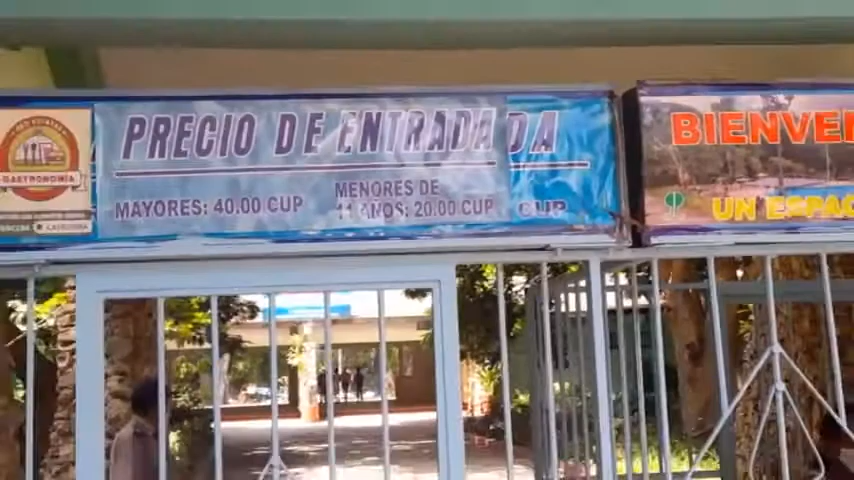 PRECIO DE ENTRADA DA
MAYORES: 40.00 CUP
MENORES DE
11 AÑOS: 20.00 CUP CUP
GASTRONOMÍA
BIENVE
UN ESPAC